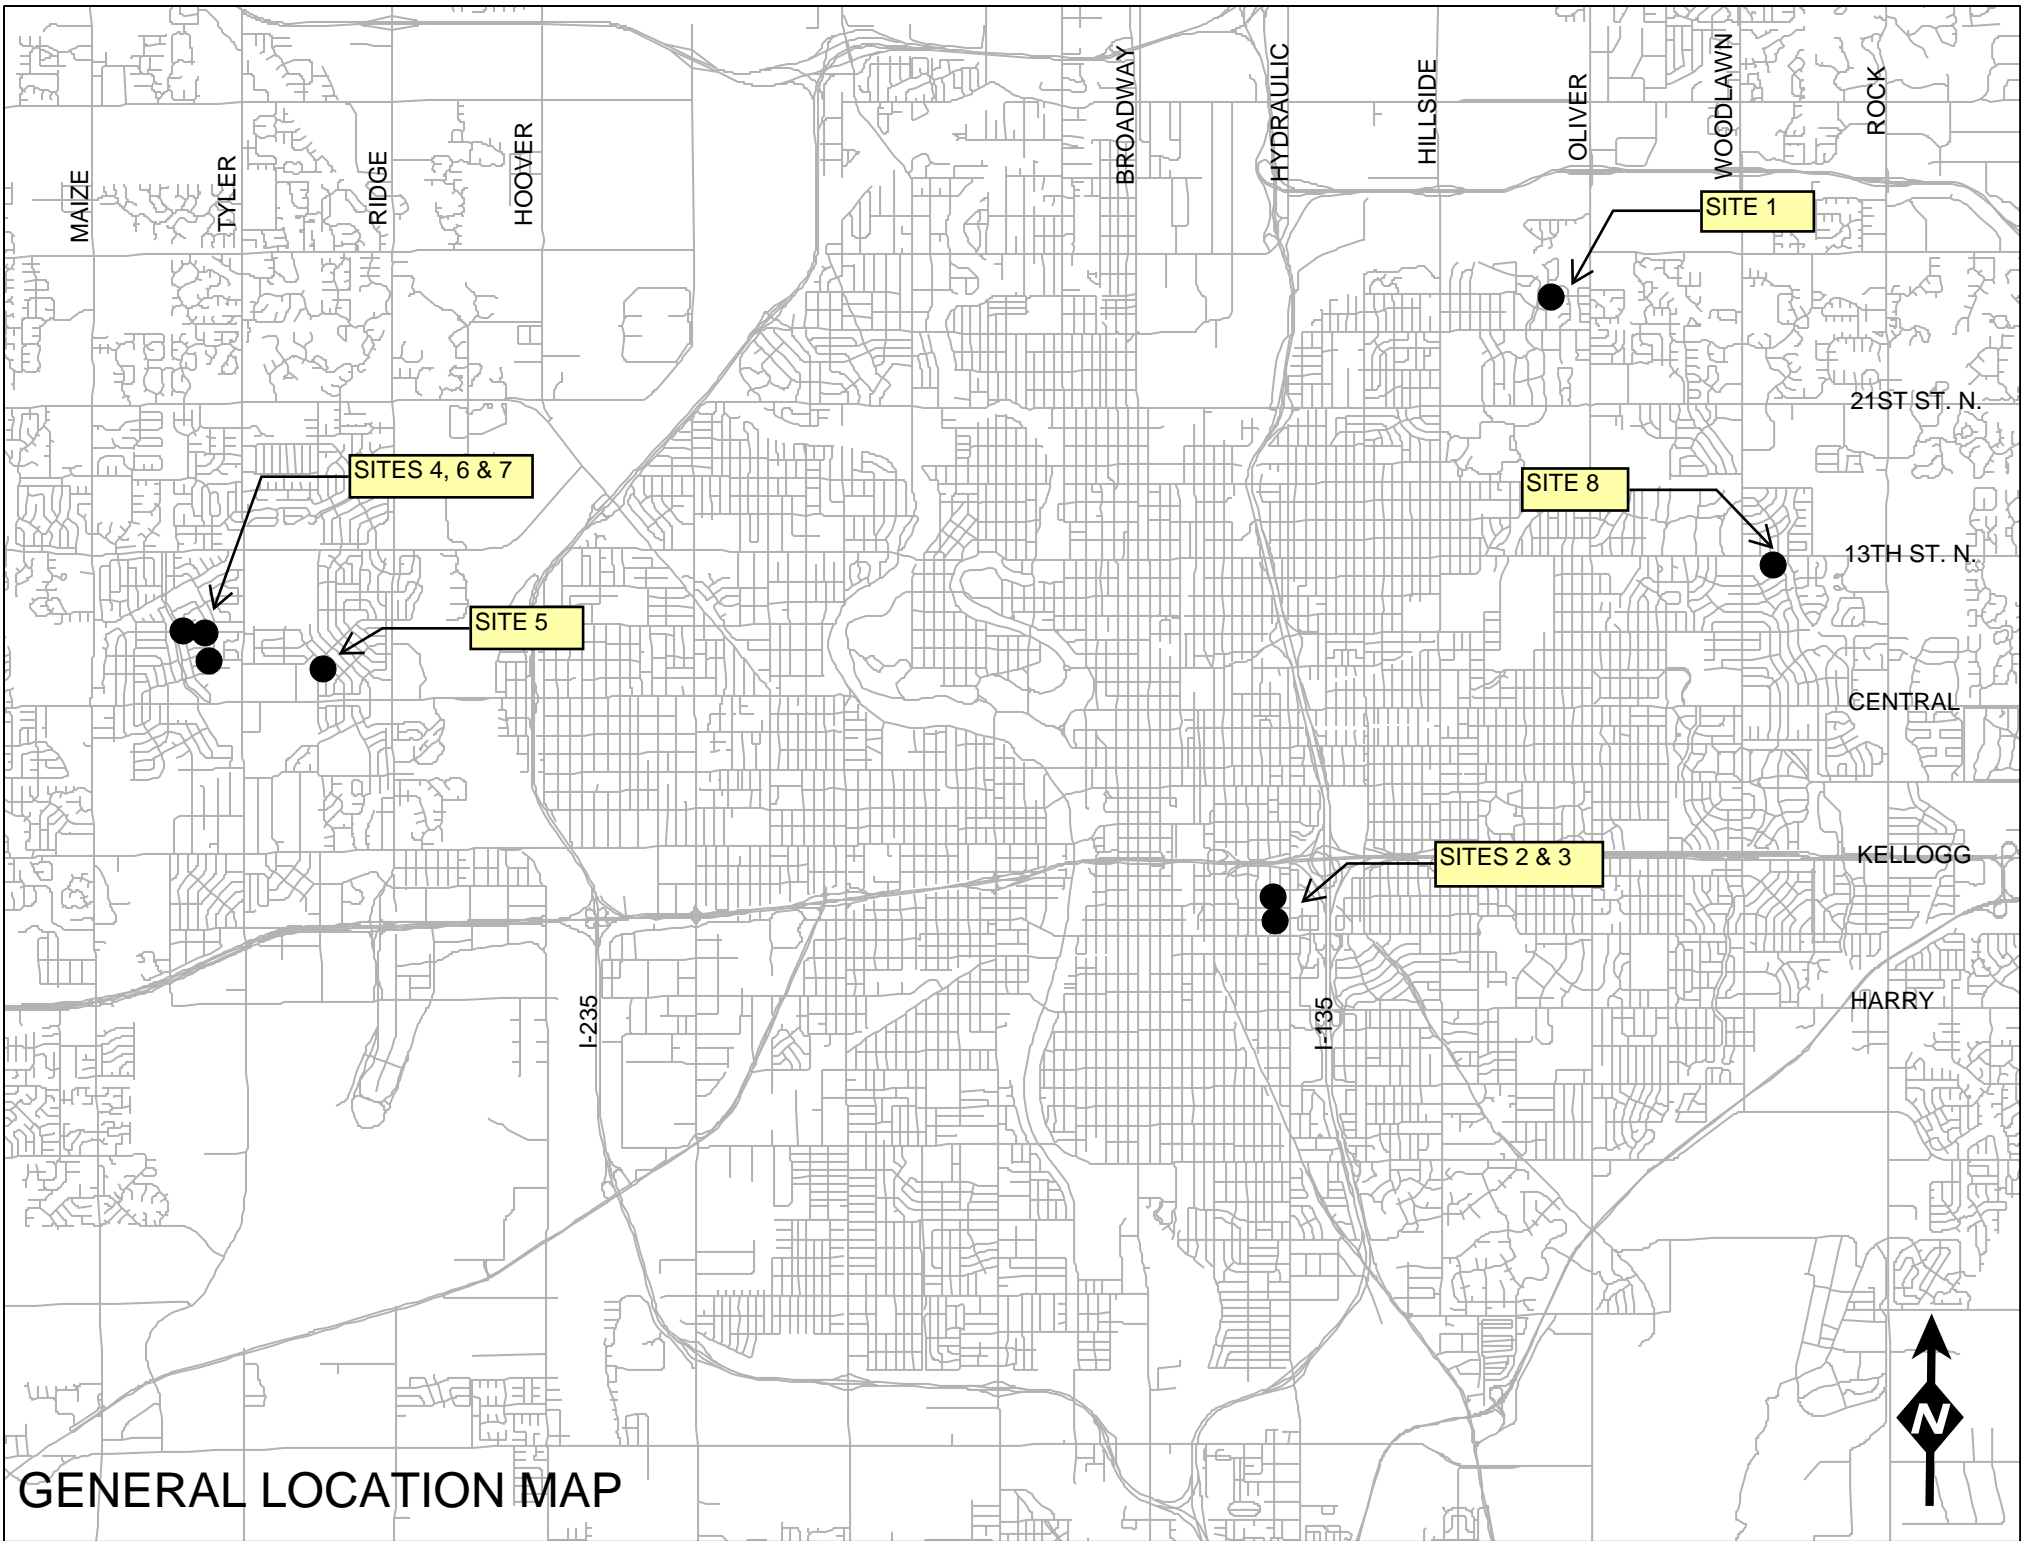 BROADWAY
HYDRAULIC
HILLSIDE
OLIVER
WOODLAWN
ROCK
MAIZE
TYLER
RIDGE
HOOVER
SITE 1
21ST ST. N.
SITES 4, 6 & 7
SITE 8
13TH ST. N.
SITE 5
CENTRAL
SITES 2 & 3
KELLOGG
I-235
I-135
HARRY
N
GENERAL LOCATION MAP